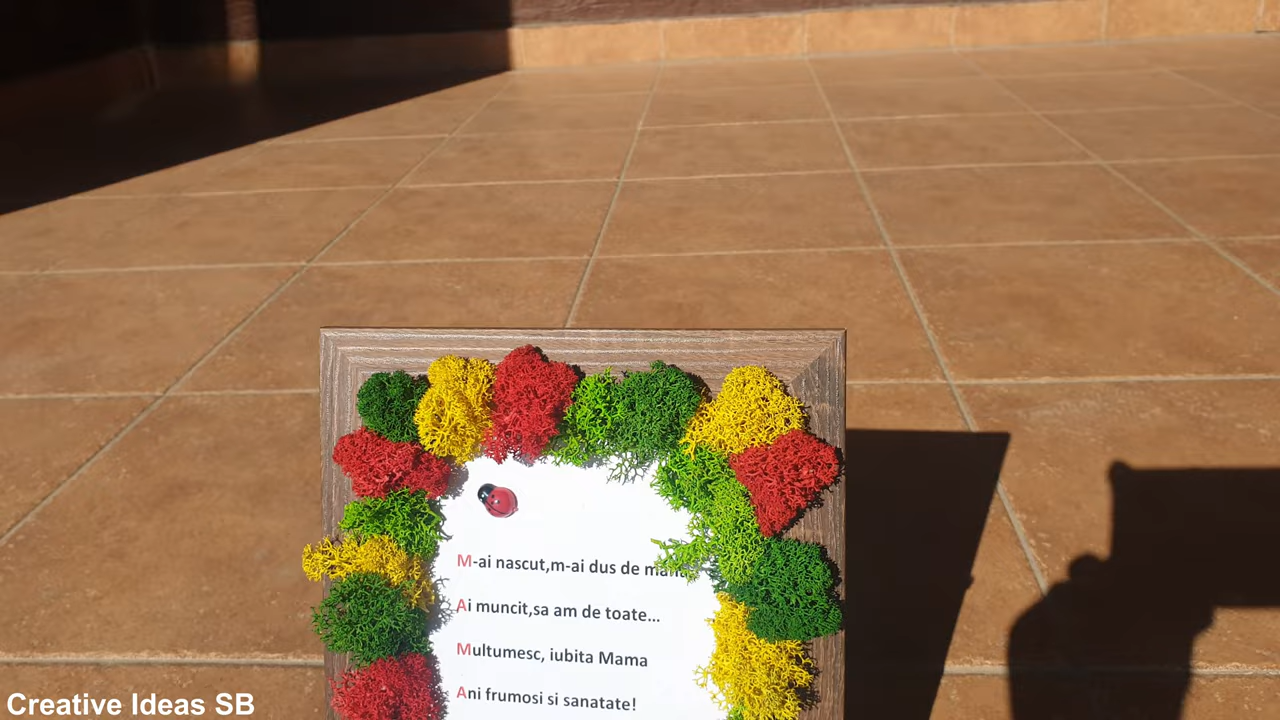 M-ai nascut,m-ai dus de
Ai muncit,sa am de toate...
Multumesc, iubita Mama
Ani frumosi si sanatate!
Creative Ideas SB